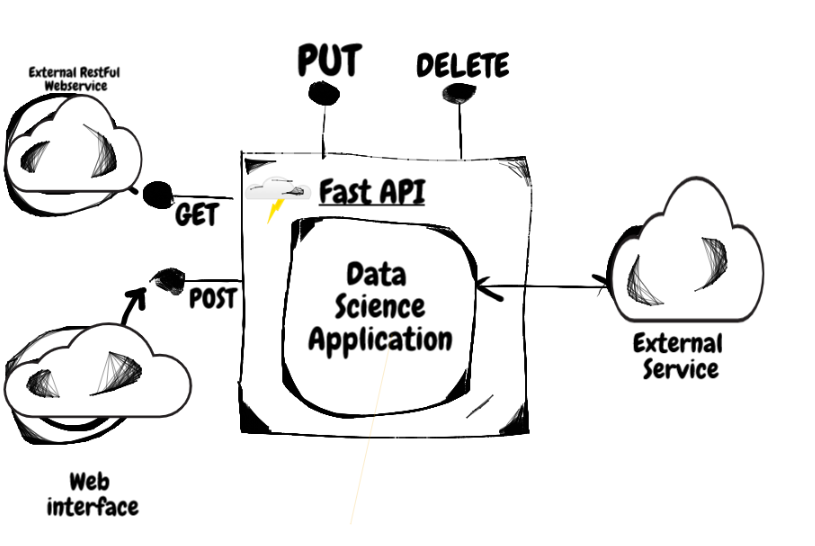 PUT
DELETE
External RestFul
Webservice
Fast API
GET
POST
Data
Science
Application
External
Service
Web
interface